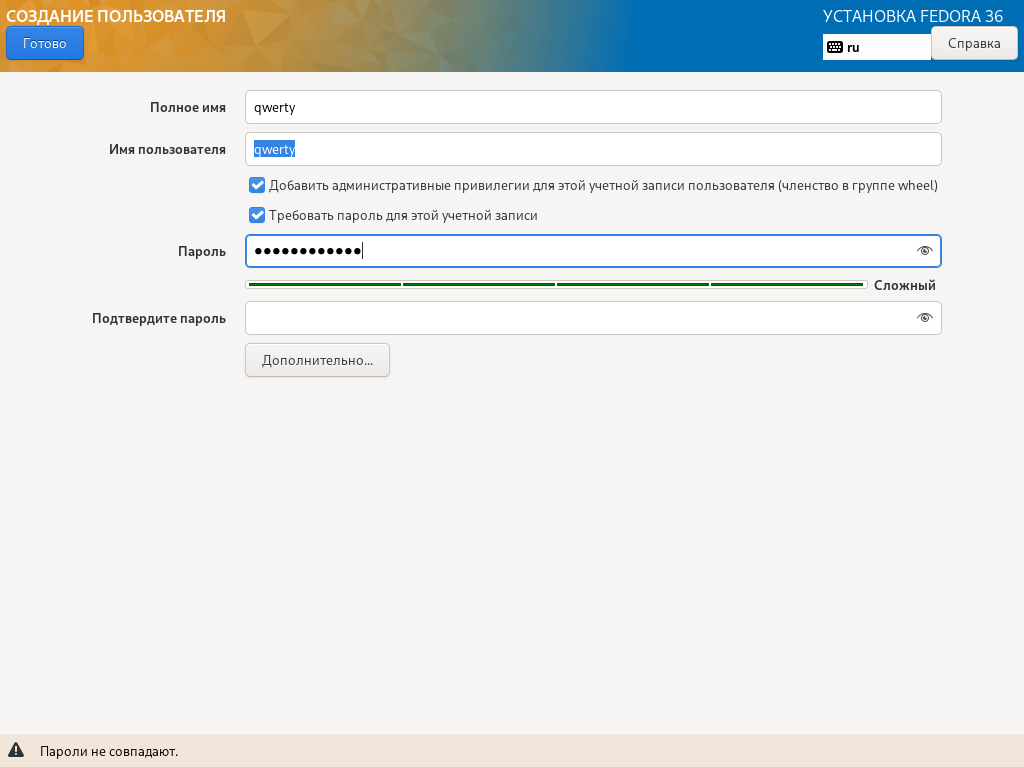 СОЗДАНИЕ ПОЛЬЗОВАТЕЛЯ
УСТАНОВКА FEDORA 36
Готово
ru
Справка
Полное имя
qwerty
Имя пользователя
qwerty
Добавить административные привилегии для этой учетной записи пользователя (членство в группе wheel)
Требовать пароль для этой учетной записи
Пароль
●●●●●●●●●●●●
Сложный
Подтвердите пароль
Дополнительно...
Пароли не совпадают.